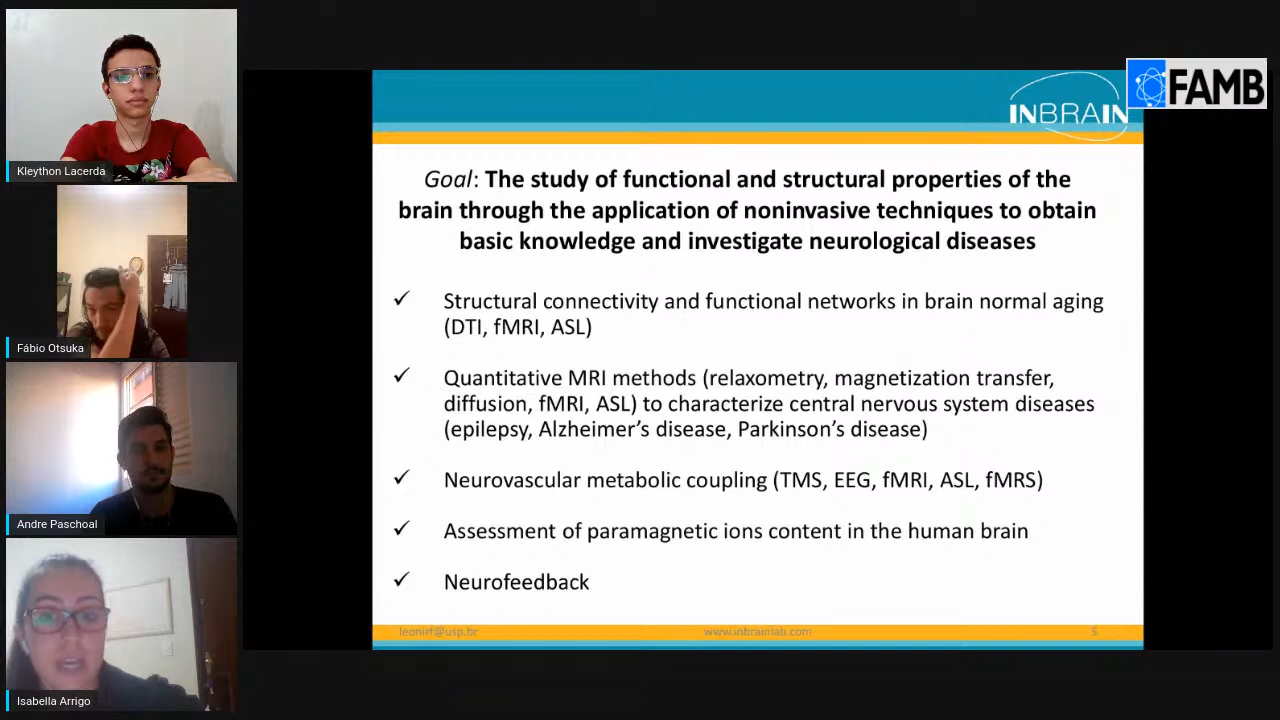 Kleython Lacerda
Fábio Otsuka
Andre Paschoal
Isabella Arrigo
FAMB
INBRAIN
Goal: The study of functional and structural properties of the
brain through the application of noninvasive techniques to obtain
basic knowledge and investigate neurological diseases
✓ Structural connectivity and functional networks in brain normal aging
(DTI, fMRI, ASL)
✓ Quantitative MRI methods (relaxometry, magnetization transfer,
diffusion, fMRI, ASL) to characterize central nervous system diseases
(epilepsy, Alzheimer’s disease, Parkinson’s disease)
✓ Neurovascular metabolic coupling (TMS, EEG, fMRI, ASL, fMRS)
✓ Assessment of paramagnetic ions content in the human brain
✓ Neurofeedback
leonirf@usp.br www.inbrainlab.com 5